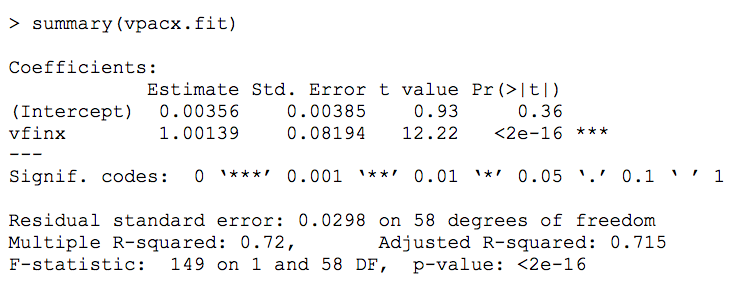 > summary(vpacx.fit)
Coefficients:
Estimate Std. Error t value Pr(>|t|)
(Intercept) 0.00356 0.00385 0.93 0.36
vfinx 1.00139 0.08194 12.22 <2e-16 ***
---
Signif. codes: 0 ‘***’ 0.001 ‘**’ 0.01 ‘*’ 0.05 ‘.’ 0.1 ‘ ’ 1
Residual standard error: 0.0298 on 58 degrees of freedom
Multiple R-squared: 0.72, Adjusted R-squared: 0.715
F-statistic: 149 on 1 and 58 DF, p-value: <2e-16